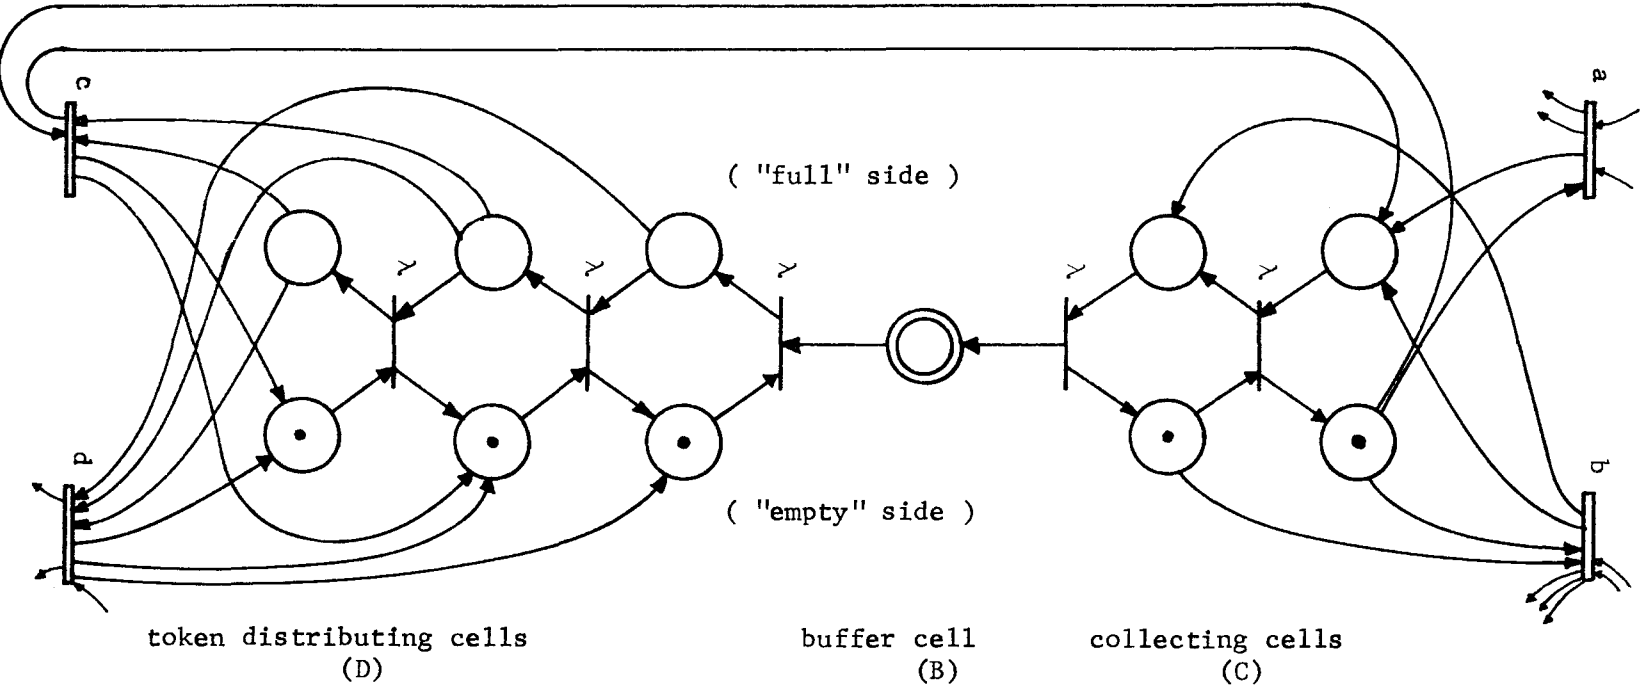 c
a
( "full" side )
λ
λ
λ
λ
λ
d
b
( "empty" side )
token distributing cells
(D)
buffer cell
(B)
collecting cells
(C)